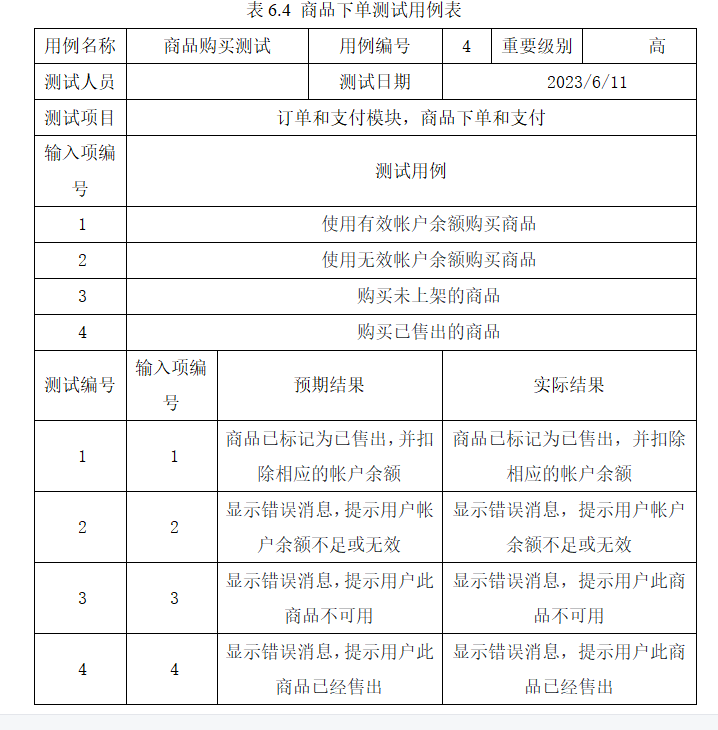 表 6.4 商品下单测试用例表
用例名称 商品购买测试 用例编号 4 重要级别 高
测试人员 测试日期 2023/6/11
测试项目 订单和支付模块，商品下单和支付
输入项编
号
测试用例
1 使用有效帐户余额购买商品
2 使用无效帐户余额购买商品
3 购买未上架的商品
4 购买已售出的商品
测试编号
输入项编
号
预期结果 实际结果
1 1
商品已标记为已售出，并扣
除相应的帐户余额
商品已标记为已售出，并扣除
相应的帐户余额
2 2
显示错误消息，提示用户帐
户余额不足或无效
显示错误消息，提示用户帐户
余额不足或无效
3 3
显示错误消息，提示用户此
商品不可用
显示错误消息，提示用户此商
品不可用
4 4
显示错误消息，提示用户此
商品已经售出
显示错误消息，提示用户此商
品已经售出